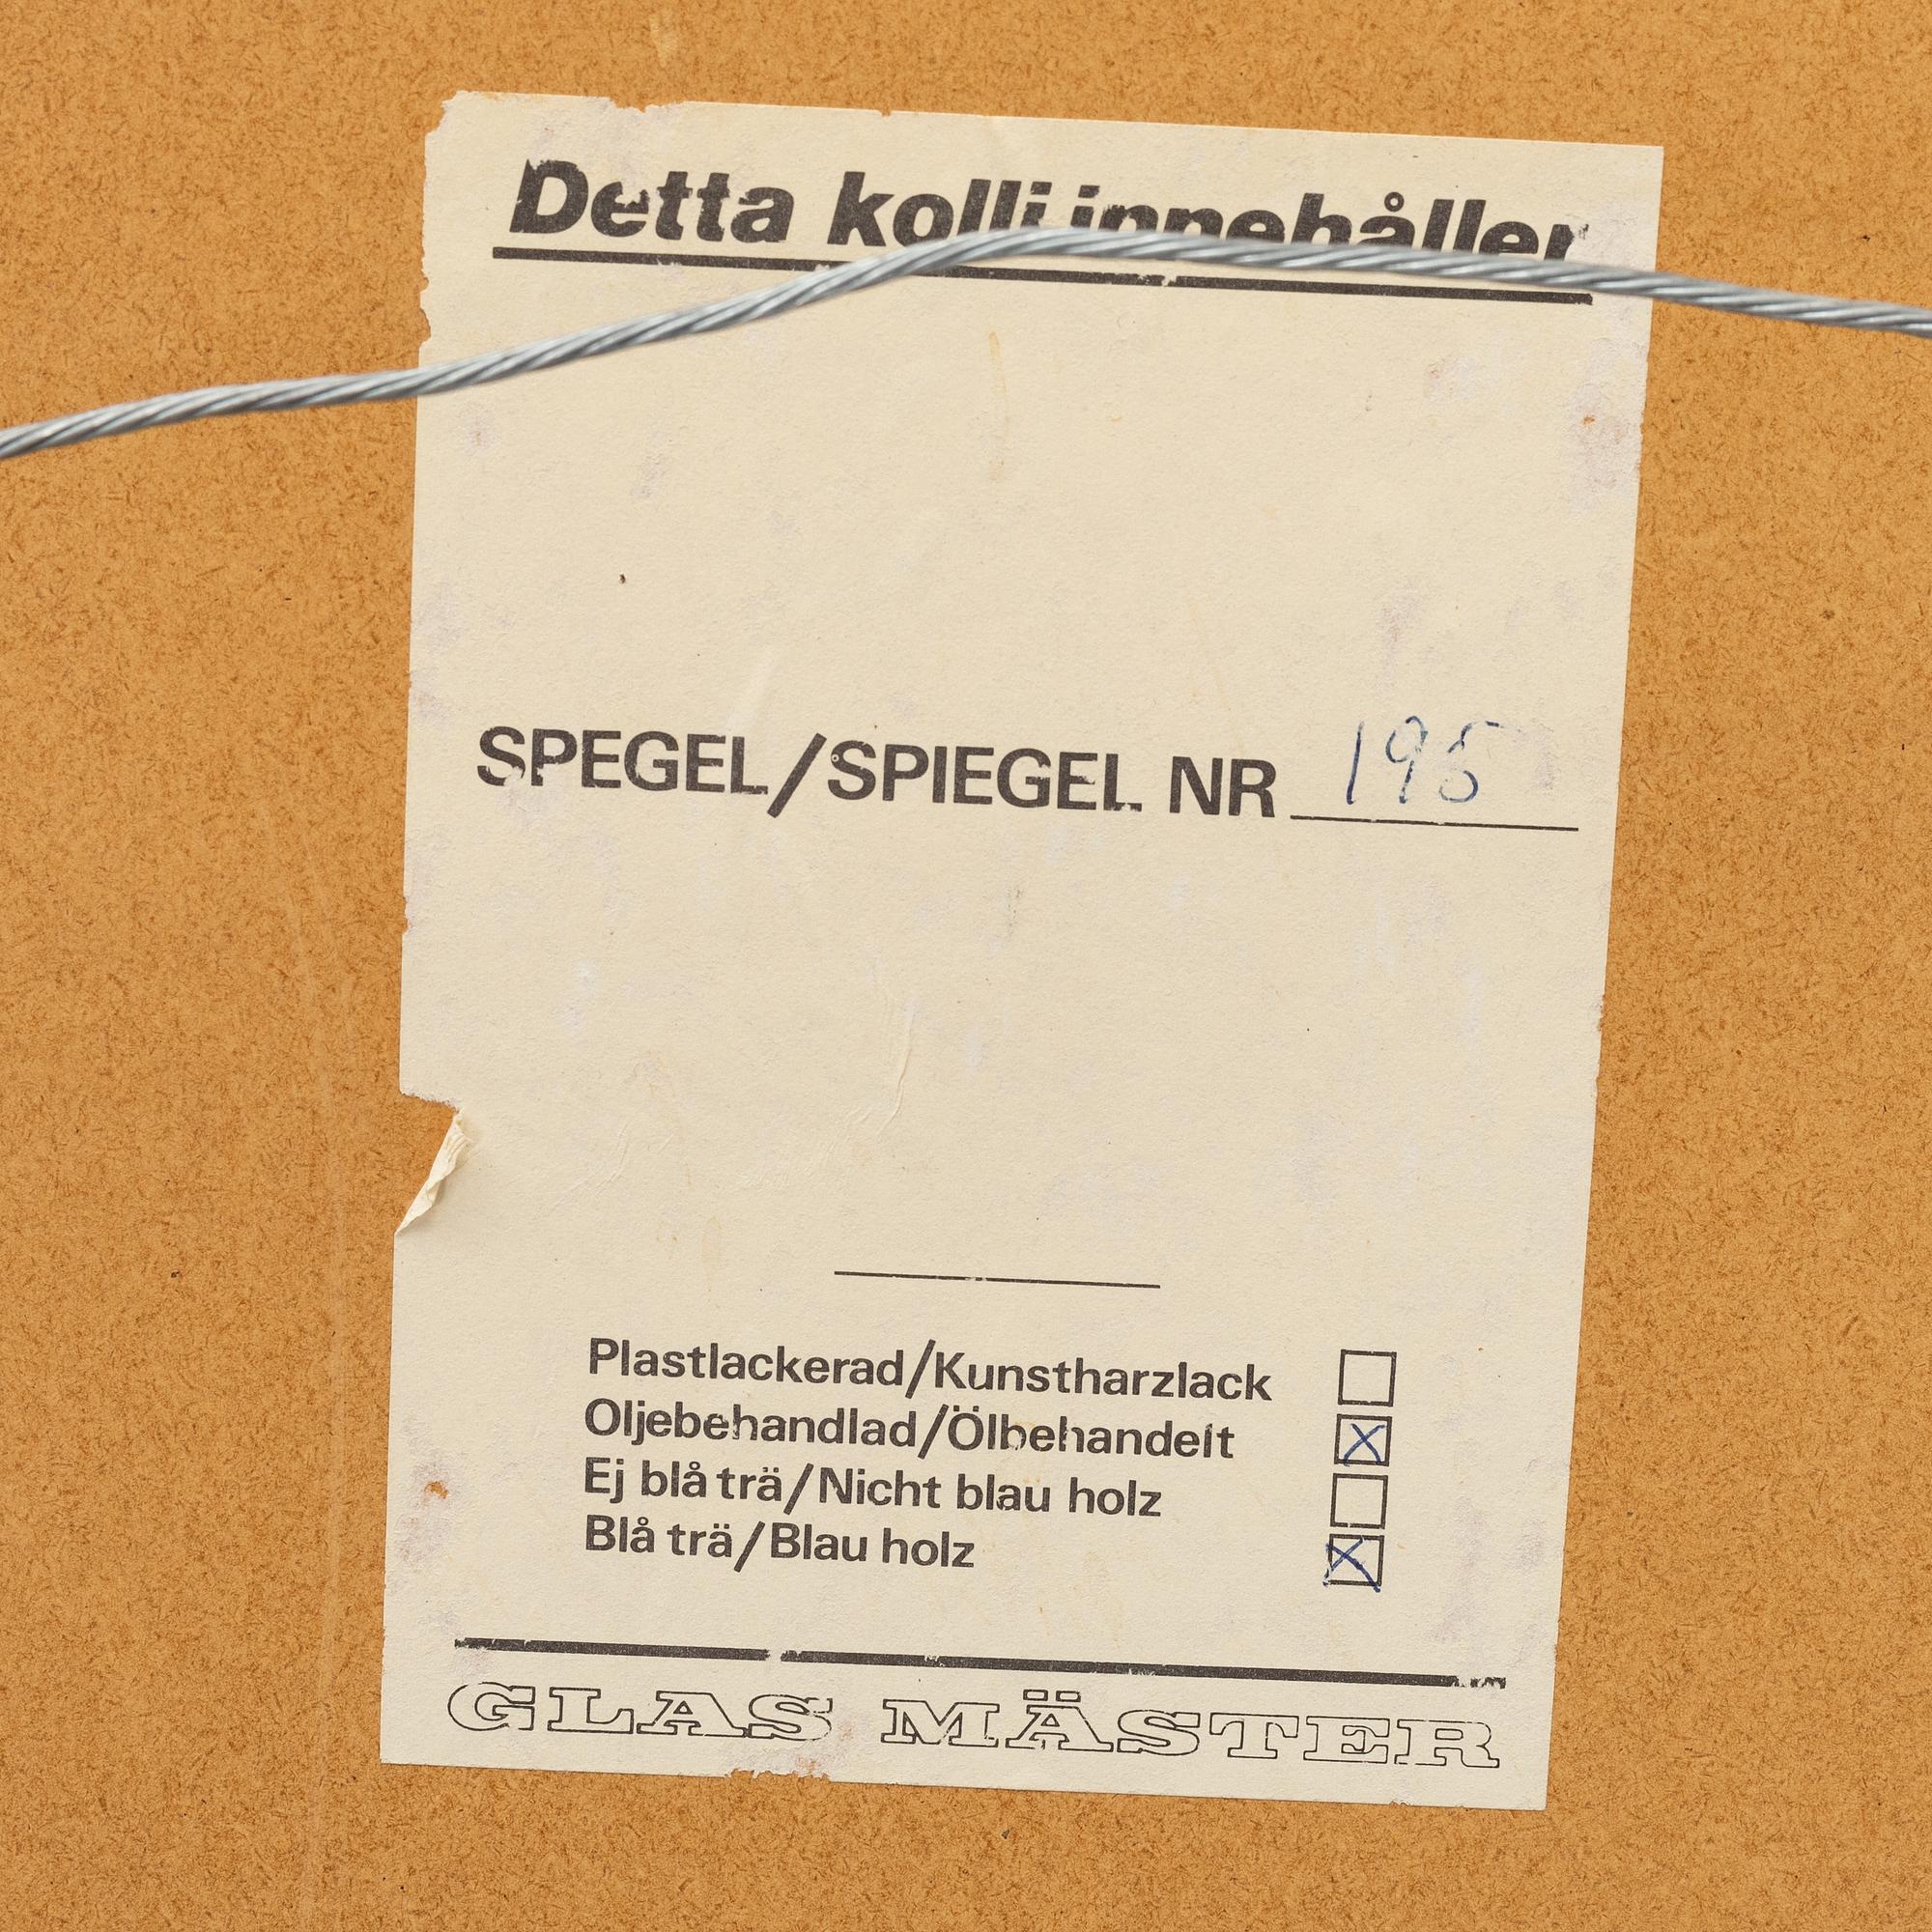 Detta kolli innehåller
SPEGEL/SPIEGEL NR 195
Plastlackerad/Kunstharzlack
Oljebehandlad/Ölbehandelt
Ej blå trä/Nicht blau holz
Blå trä/Blau holz
GLAS MÄSTER